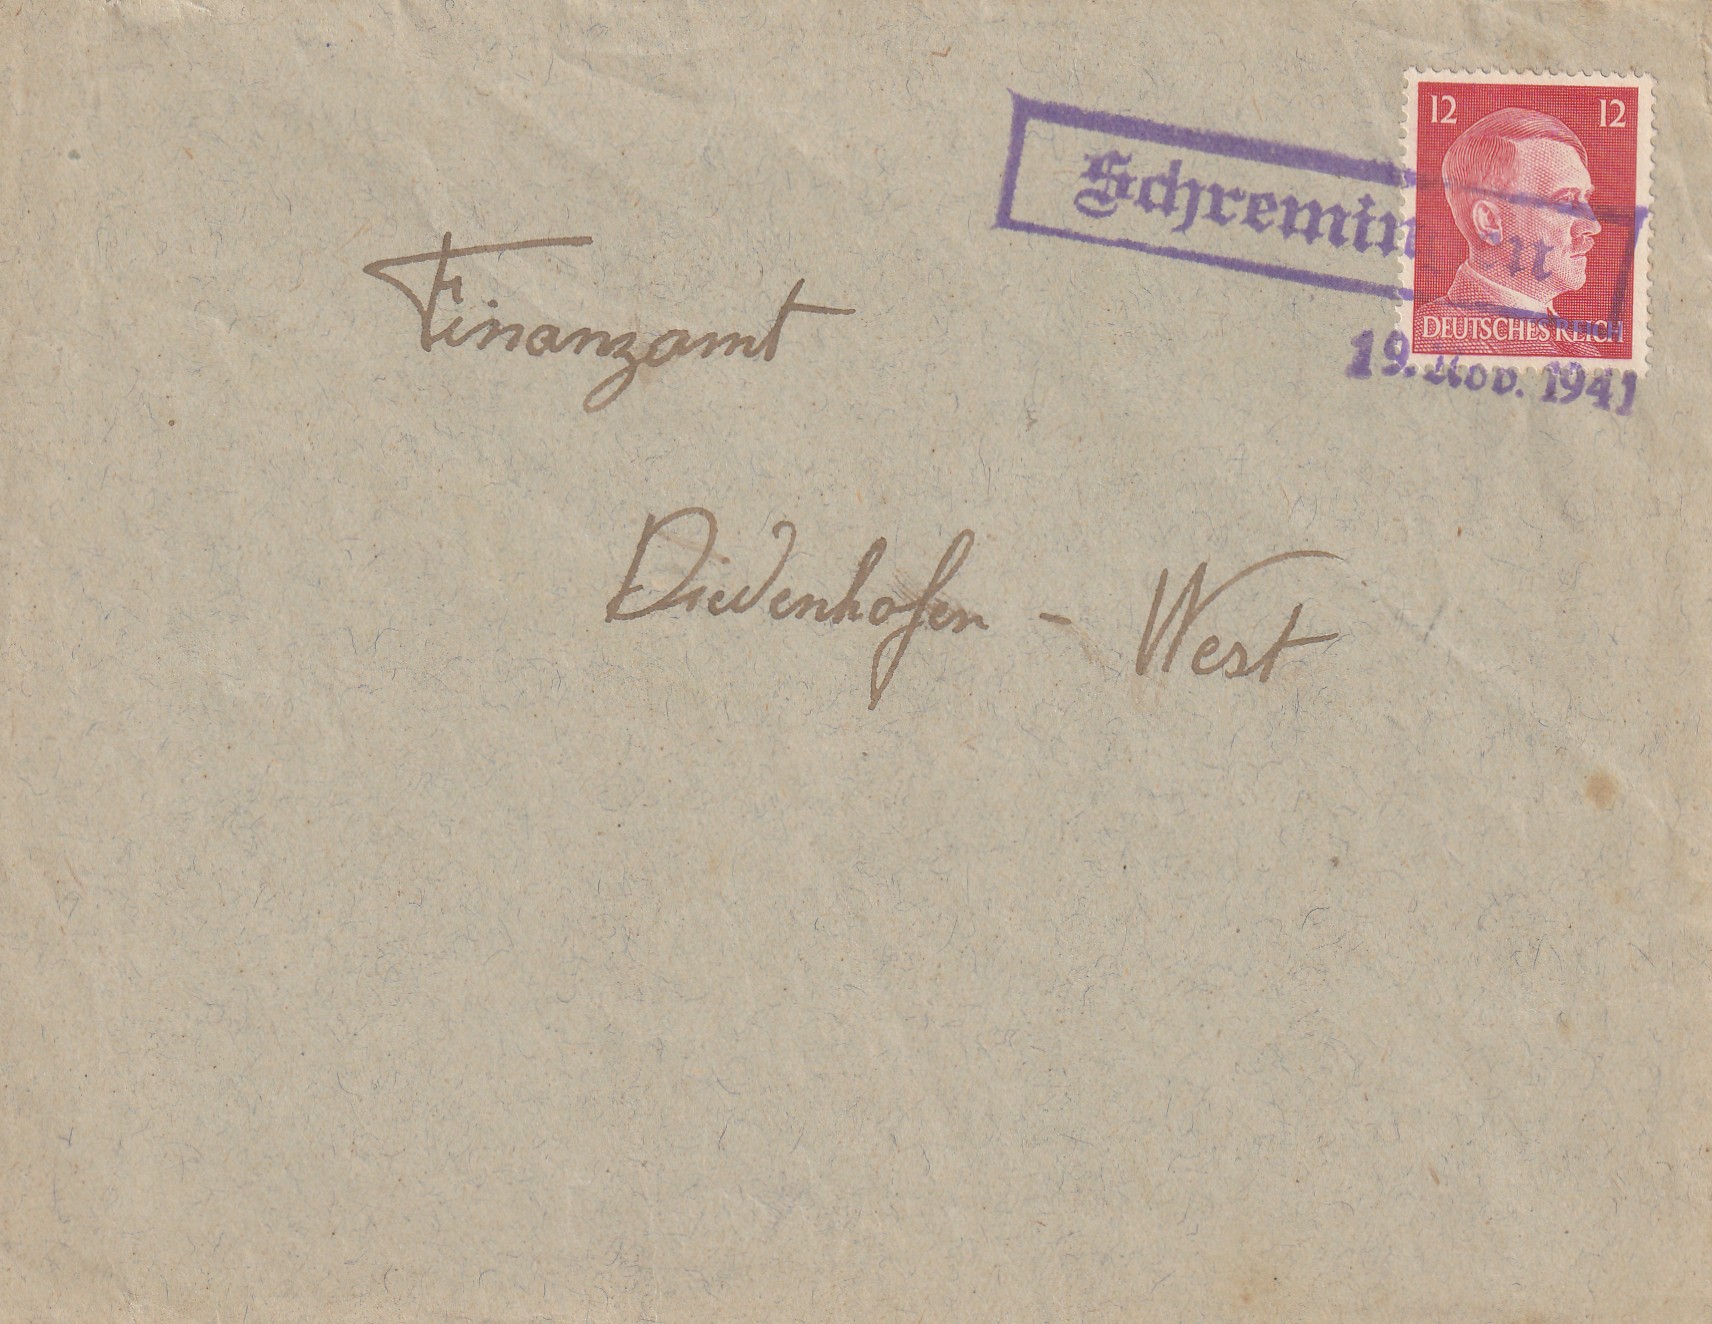 12 12
DEUTSCHES REICH
19. Nov. 1941
Finanzamt
Diedenhofen - West